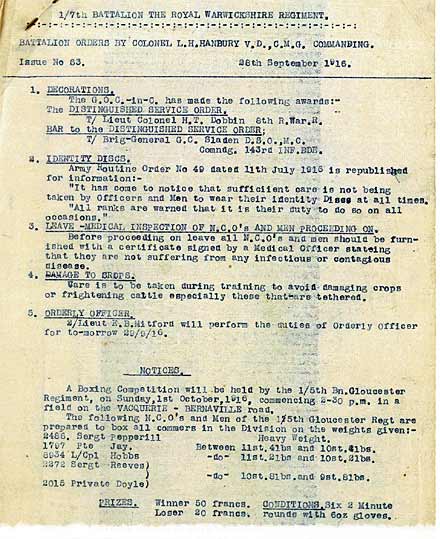 1/7th BATTALION THE ROYAL WARWICKSHIRE REGIMENT.
BATTALION ORDERS BY COLONEL L.H.HANBURY V.D.,C.M.G. COMMANDING.
Issue No 63. 28th September 1916.
1. DECORATIONS.
The G.O.C.-in-C. has made the following awards:-
The DISTINGUISHED SERVICE ORDER.
T/ Lieut Colonel H.T. Dobbin 8th R.War.R.
BAR to the DISTINGUISHED SERVICE ORDER;
T/ Brig-General G.C. Sladen D.S.O.,M.C.
Comndg. 143rd INF.BDE.
2. IDENTITY DISCS.
Army Routine Order No 49 dated 11th July 1915 is republished
for information:-
"It has come to notice that sufficient care is not being
taken by Officers and Men to wear their identity Discs at all times.
"All ranks are warned that it is their duty to do so on all
occasions."
3. LEAVE -MEDICAL INSPECTION OF N.C.O's AND MEN PROCEEDING ON.
Before proceeding on leave all N.C.O's and men should be furn-
ished with a certificate signed by a Medical Officer stating
that they are not suffering from any infectious or contagious
disease.
4. DAMAGE TO CROPS.
Care is to be taken during training to avoid damaging crops
or frightening cattle especially these that are tethered.
5. ORDERLY OFFICER.
2/Lieut E.B.Mitford will perform the duties of Orderly Officer
for to-morrow 29/9/16.
NOTICES.
A Boxing Competition will be held by the 1/5th Bn.Gloucester
Regiment, on Sunday,1st October,1916, commencing 2-30 p.m. in a
field on the VACQUERIE - BERNAVILLE road.
The following N.C.O's and Men of the 1/5th Gloucester Regt are
prepared to box all commers in the Division on the weights given:-
2486. Sergt Pepperill Heavy Weight.
1797 Pte Jay. Between 11st.4lbs and 10st.4lbs.
8934 L/Cpl Hobbs -do- 11st.2lbs and 10st.2lbs.
2272 Sergt Reeves)
-do- 10st.8lbs and 9st.8lbs.
2015 Private Doyle)
PRIZES. Winner 50 francs. CONDITIONS.Six 2 Minute
Loser 20 francs. rounds with 6oz gloves.